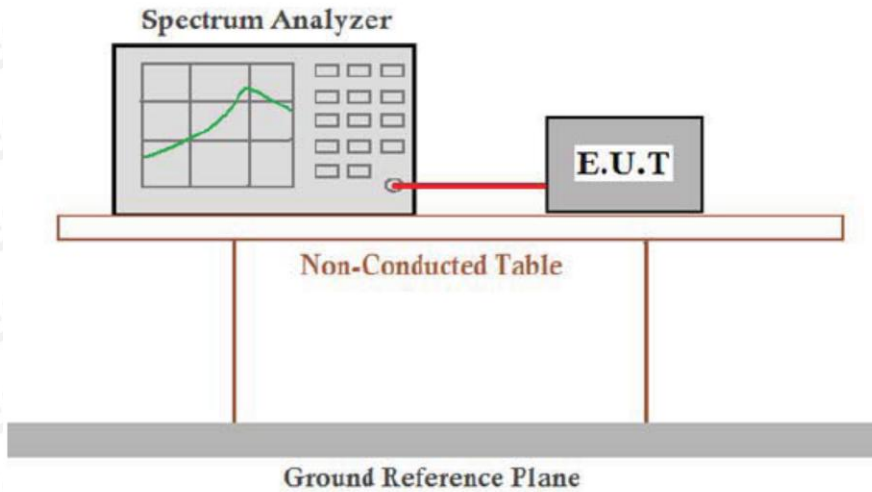 Spectrum Analyzer
E.U.T
Non-Conducted Table
Ground Reference Plane